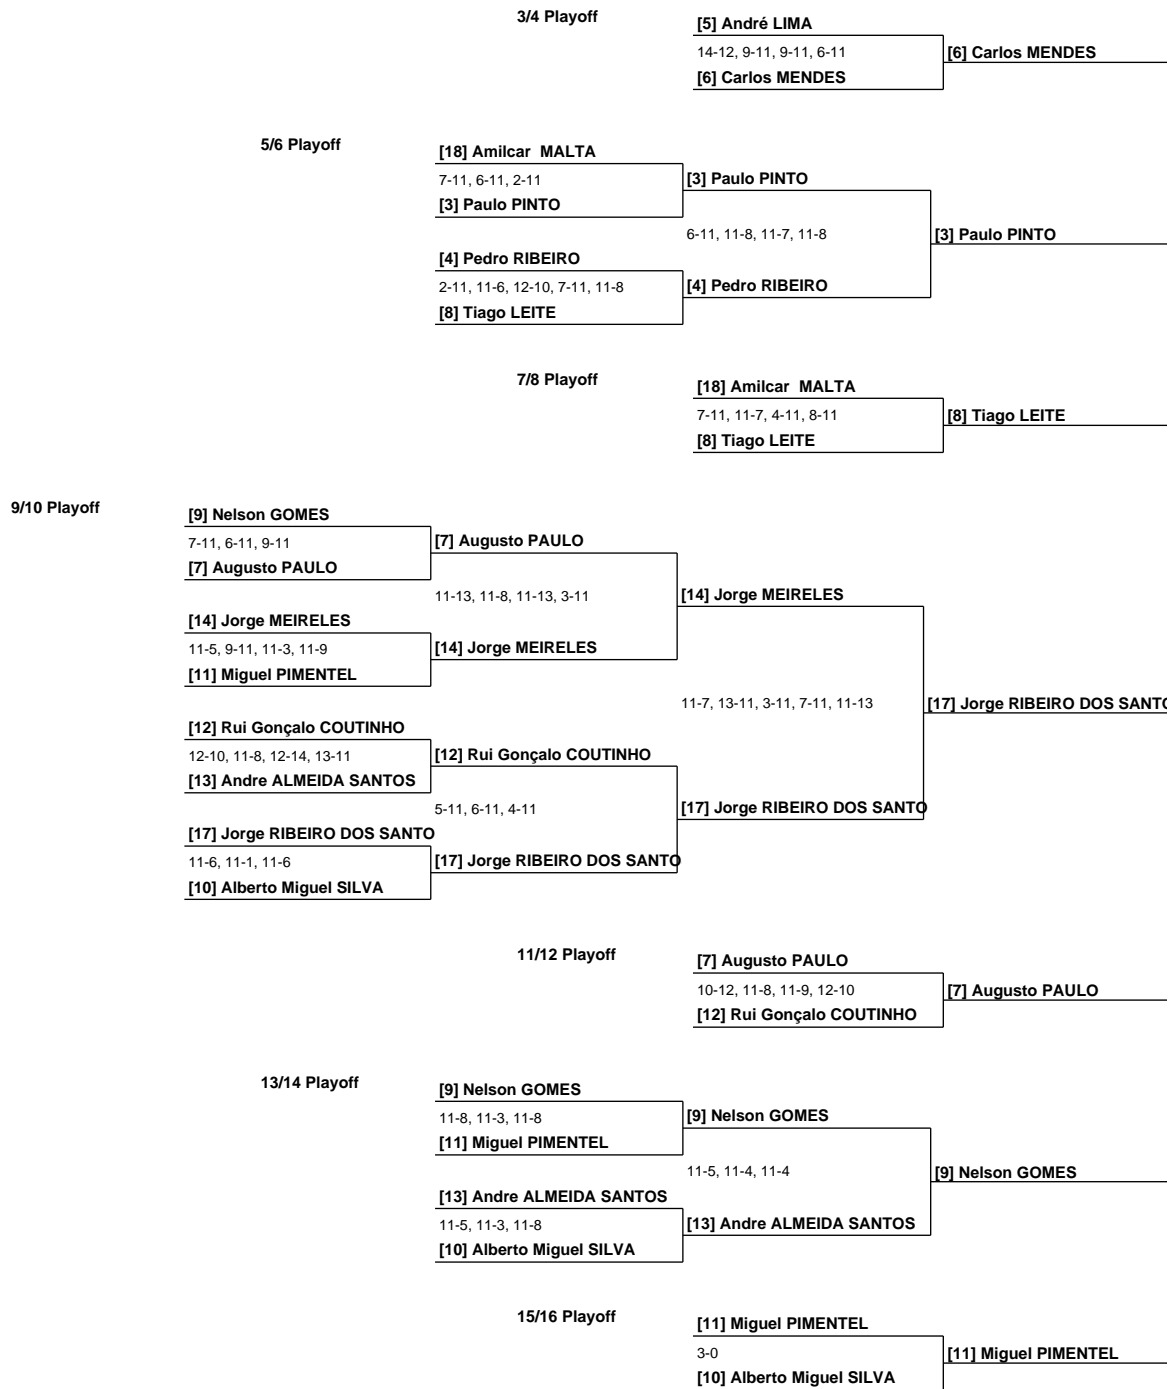 3/4 Playoff
[5] André LIMA
14-12, 9-11, 9-11, 6-11
[6] Carlos MENDES
[6] Carlos MENDES
5/6 Playoff
[18] Amilcar  MALTA
7-11, 6-11, 2-11
[3] Paulo PINTO
[3] Paulo PINTO
6-11, 11-8, 11-7, 11-8
[3] Paulo PINTO
[4] Pedro RIBEIRO
2-11, 11-6, 12-10, 7-11, 11-8
[4] Pedro RIBEIRO
[8] Tiago LEITE
7/8 Playoff
[18] Amilcar  MALTA
7-11, 11-7, 4-11, 8-11
[8] Tiago LEITE
[8] Tiago LEITE
9/10 Playoff
[9] Nelson GOMES
7-11, 6-11, 9-11
[7] Augusto PAULO
[7] Augusto PAULO
11-13, 11-8, 11-13, 3-11
[14] Jorge MEIRELES
[14] Jorge MEIRELES
11-5, 9-11, 11-3, 11-9
[14] Jorge MEIRELES
[11] Miguel PIMENTEL
11-7, 13-11, 3-11, 7-11, 11-13
[17] Jorge RIBEIRO DOS SANTO
[12] Rui Gonçalo COUTINHO
12-10, 11-8, 12-14, 13-11
[12] Rui Gonçalo COUTINHO
[13] Andre ALMEIDA SANTOS
5-11, 6-11, 4-11
[17] Jorge RIBEIRO DOS SANTO
[17] Jorge RIBEIRO DOS SANTO
11-6, 11-1, 11-6
[17] Jorge RIBEIRO DOS SANTO
[10] Alberto Miguel SILVA
11/12 Playoff
[7] Augusto PAULO
10-12, 11-8, 11-9, 12-10
[7] Augusto PAULO
[12] Rui Gonçalo COUTINHO
13/14 Playoff
[9] Nelson GOMES
11-8, 11-3, 11-8
[9] Nelson GOMES
[11] Miguel PIMENTEL
11-5, 11-4, 11-4
[9] Nelson GOMES
[13] Andre ALMEIDA SANTOS
11-5, 11-3, 11-8
[13] Andre ALMEIDA SANTOS
[10] Alberto Miguel SILVA
15/16 Playoff
[11] Miguel PIMENTEL
3-0
[11] Miguel PIMENTEL
[10] Alberto Miguel SILVA